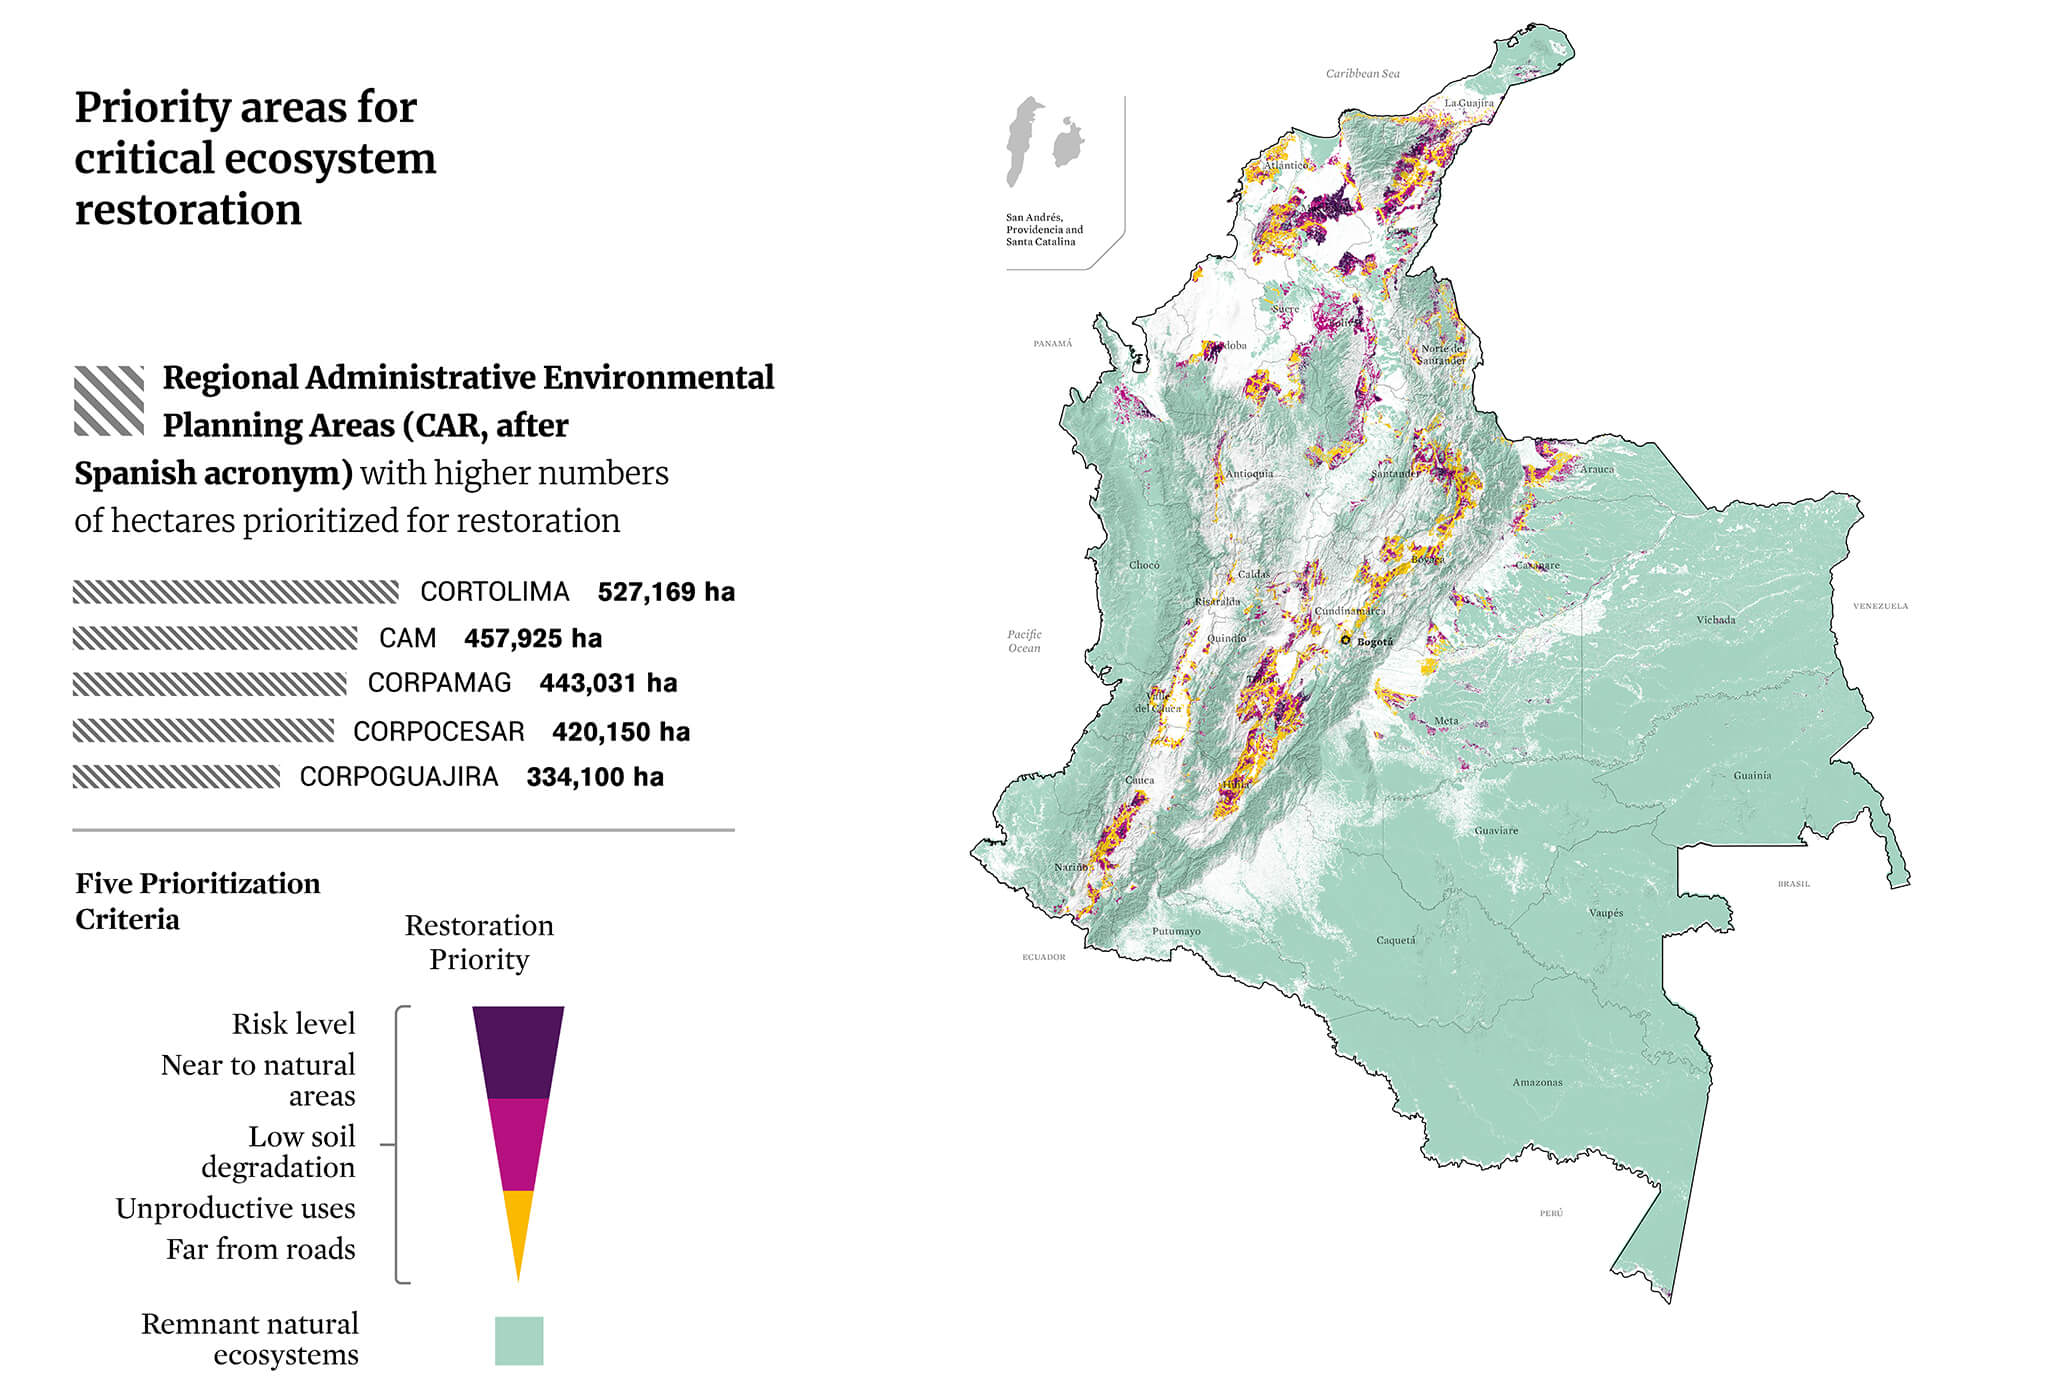 Priority areas for
critical ecosystem
restoration
Regional Administrative Environmental
Planning Areas (CAR, after
Spanish acronym) with higher numbers
of hectares prioritized for restoration
CORTOLIMA 527,169 ha
CAM 457,925 ha
CORPAMAG 443,031 ha
CORPOCESAR 420,150 ha
CORPOGUAJIRA 334,100 ha
Five Prioritization
Criteria
Restoration
Priority
Risk level
Near to natural
areas
Low soil
degradation
Unproductive uses
Far from roads
Remnant natural
ecosystems
Caribbean Sea
San Andrés,
Providencia and
Santa Catalina
La Guajira
Atlántico
Sucre
PANAMÁ
Norte de
Santander
Antioquia
Santander
Arauca
Chocó
Caldas
Boyacá
Casanare
Risaralda
Cundinamarca
VENEZUELA
Vichada
Pacific
Ocean
Quindío
Bogotá
Tolima
Valle
del Cauca
Meta
Cauca
Huila
Guainía
Guaviare
Nariño
BRASIL
Vaupés
Putumayo
Caquetá
ECUADOR
Amazonas
PERÚ